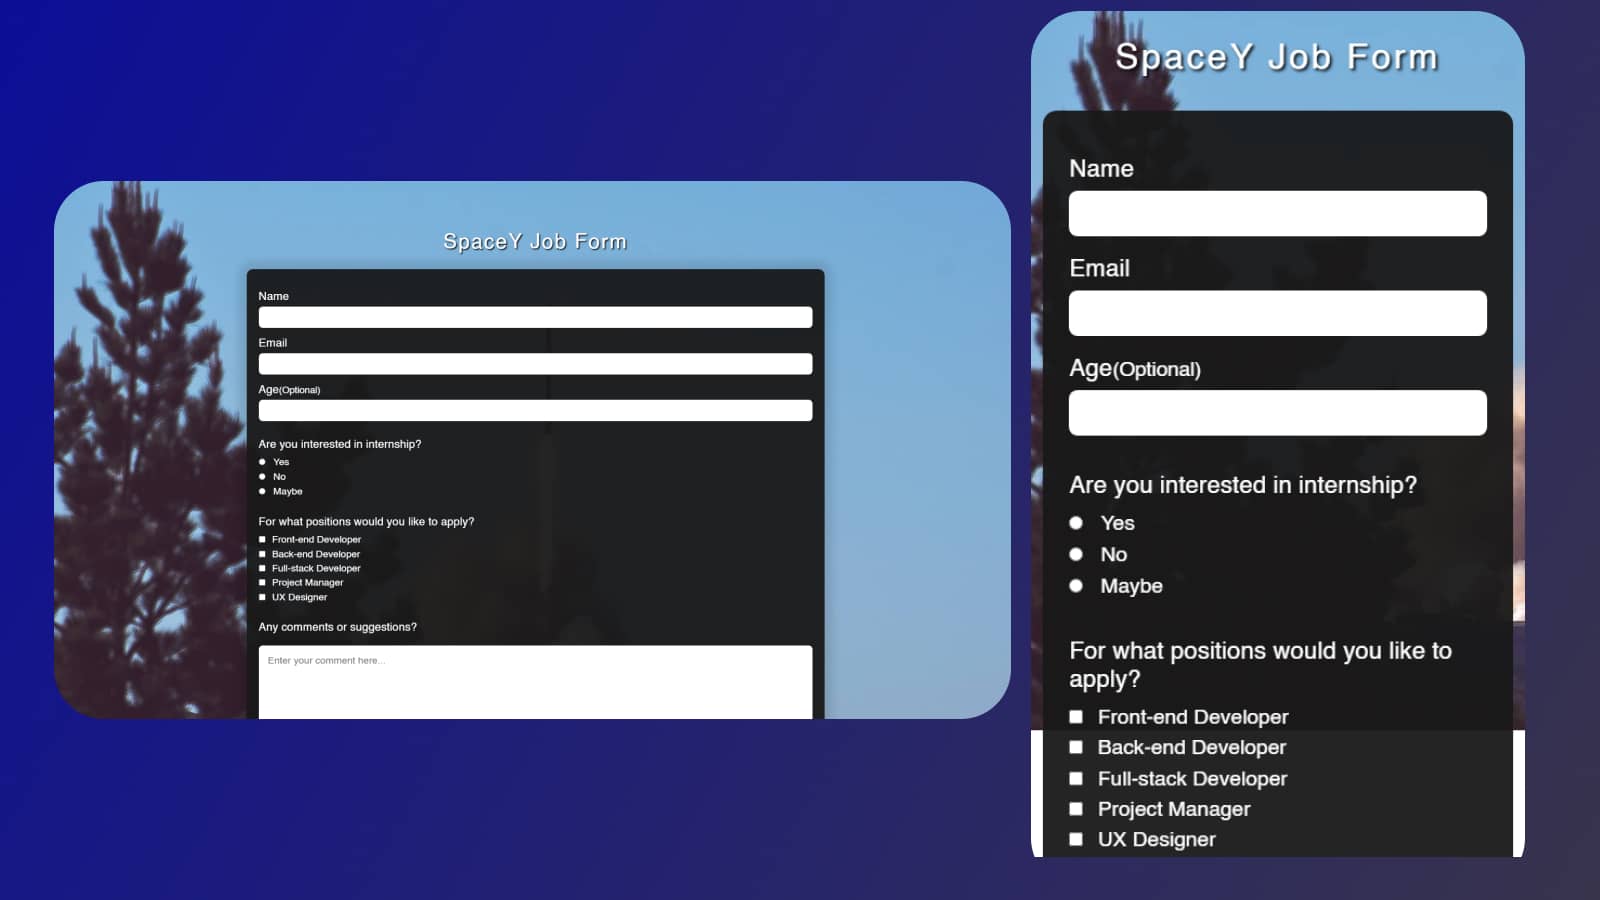 SpaceY Job Form
Name
Email
Age(Optional)
Are you interested in internship?
Yes
No
Maybe
For what positions would you like to apply?
Front-end Developer
Back-end Developer
Full-stack Developer
Project Manager
UX Designer
Any comments or suggestions?
Enter your comment here...
SpaceY Job Form
Name
Email
Age(Optional)
Are you interested in internship?
Yes
No
Maybe
For what positions would you like to
apply?
Front-end Developer
Back-end Developer
Full-stack Developer
Project Manager
UX Designer